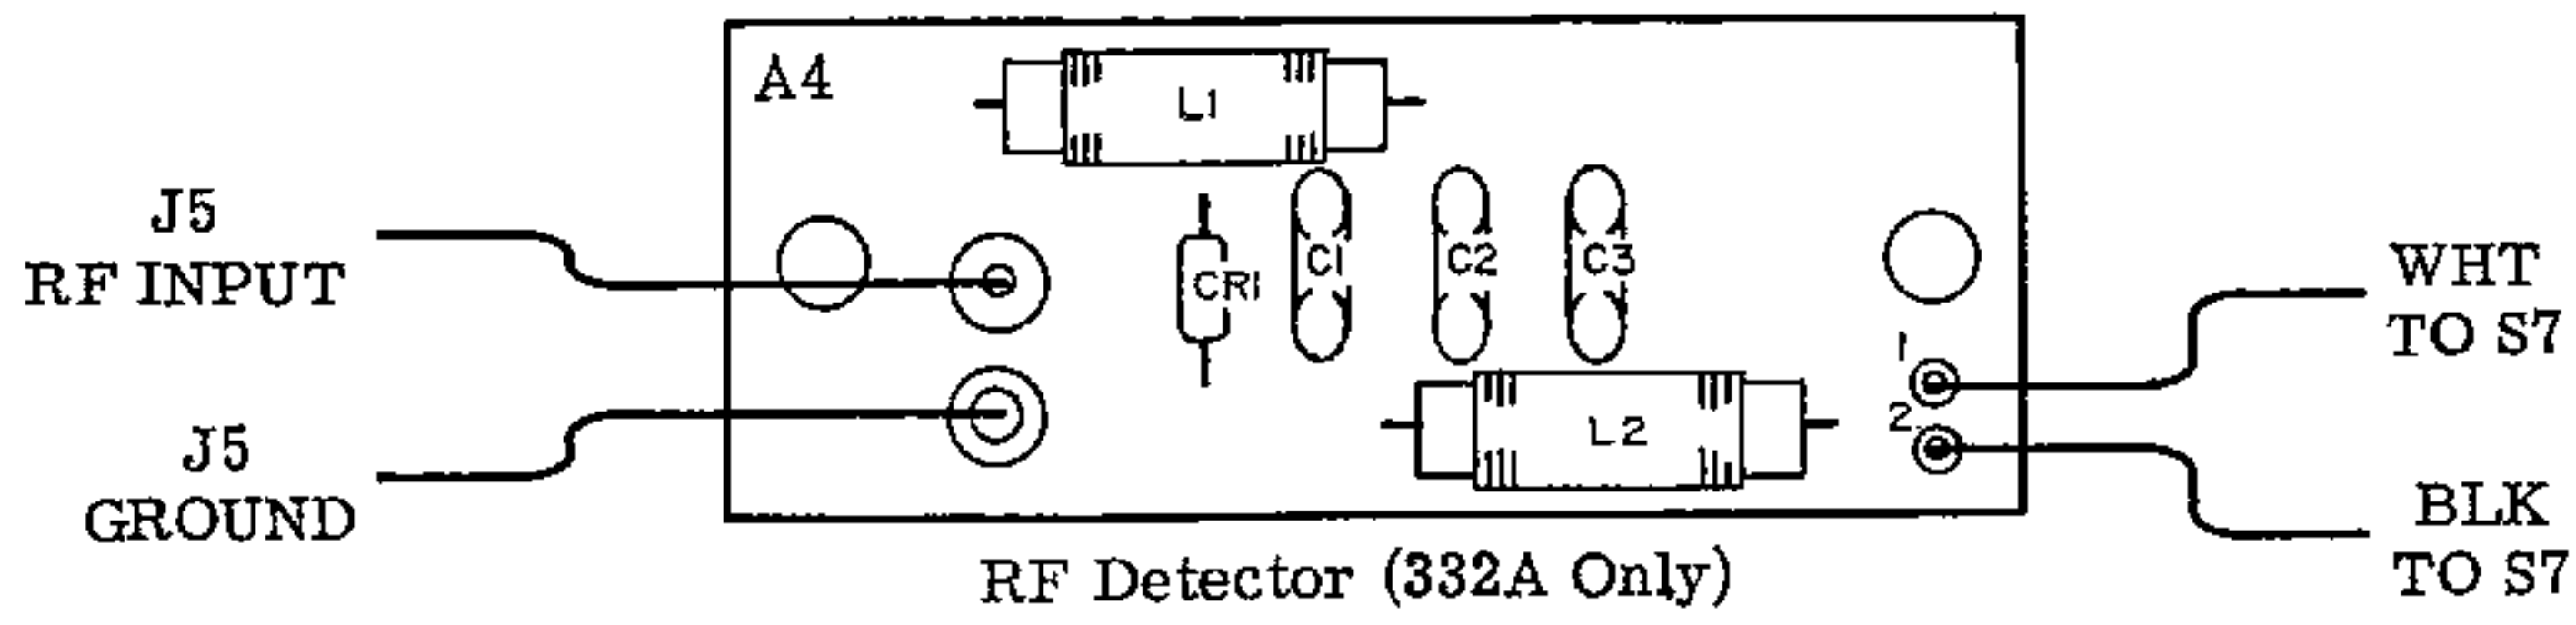 A4
L1
J5
RF INPUT
CR1
C1
C2
C3
WHT
TO S7
1
2
L2
J5
GROUND
BLK
TO S7
RF Detector (332A Only)